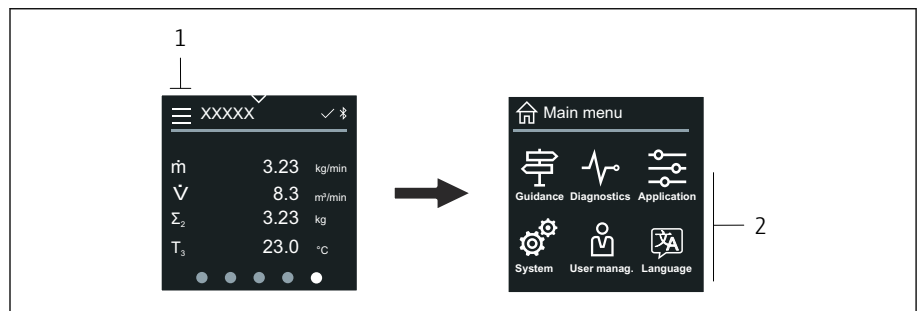 1
XXXXX
ṁ 3.23 kg/min
V̇ 8.3 m³/min
Σ₂ 3.23 kg
T₃ 23.0 °C
Main menu
Guidance Diagnostics Application
System User manag. Language
2